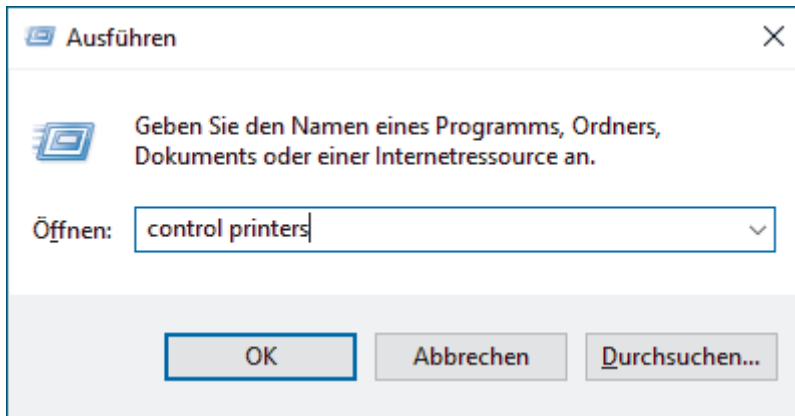 Ausführen
Geben Sie den Namen eines Programms, Ordners,
Dokuments oder einer Internetressource an.
Öffnen: control printers
OK Abbrechen Durchsuchen...